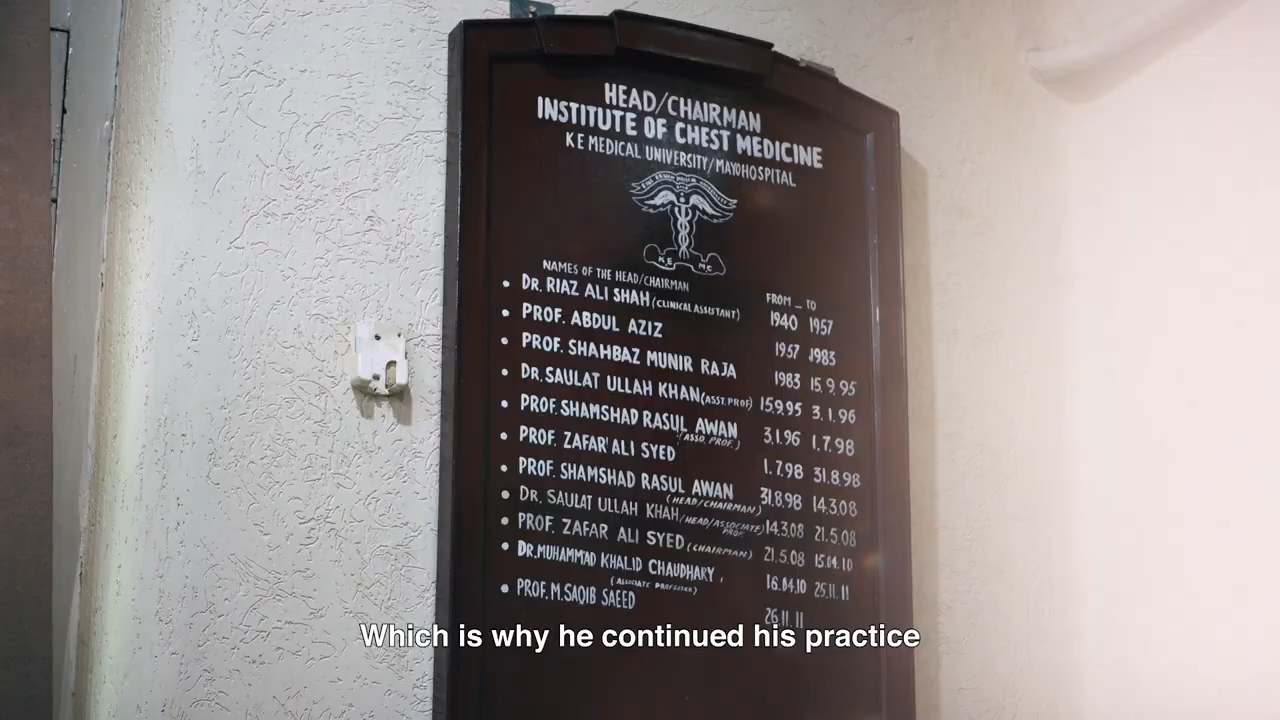 HEAD/CHAIRMAN
INSTITUTE OF CHEST MEDICINE
KE MEDICAL UNIVERSITY/MAYOHOSPITAL
K.E M.C
NAMES OF THE HEAD/CHAIRMAN FROM _ TO
• DR. RIAZ ALI SHAH (CLINICAL ASSISTANT) 1940 1957
• PROF. ABDUL AZIZ 1957 1983
• PROF. SHAHBAZ MUNIR RAJA 1983 15.9.95
• DR. SAULAT ULLAH KHAN (ASST. PROF) 15.9.95 3.1.96
• PROF. SHAMSHAD RASUL AWAN 3.1.96 1.7.98
(ASSO. PROF.)
• PROF. ZAFAR ALI SYED 1.7.98 31.8.98
• PROF. SHAMSHAD RASUL AWAN 31.8.98 14.3.08
(HEAD/CHAIRMAN)
• DR. SAULAT ULLAH KHAH (HEAD/ASSOCIATE PROF.) 14.3.08 21.5.08
• PROF. ZAFAR ALI SYED (CHAIRMAN) 21.5.08 15.04.10
• DR. MUHAMMAD KHALID CHAUDHARY, 16.04.10 25.11.11
(ASSOCIATE PROFESSER)
• PROF. M. SAQIB SAEED 26.11.11
Which is why he continued his practice